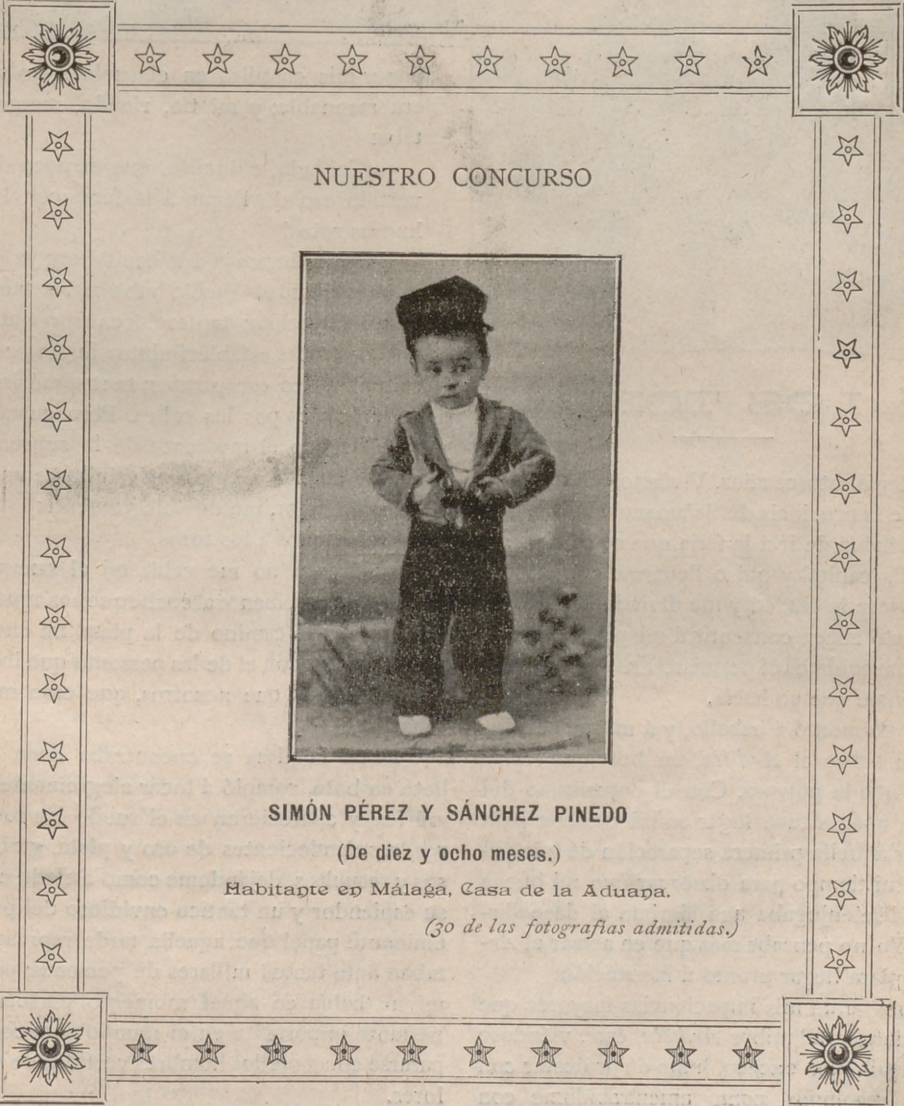 NUESTRO CONCURSO
SIMÓN PÉREZ Y SÁNCHEZ PINEDO
(De diez y ocho meses.)
Habitante en Málaga, Casa de la Aduana.
(30 de las fotografías admitidas.)